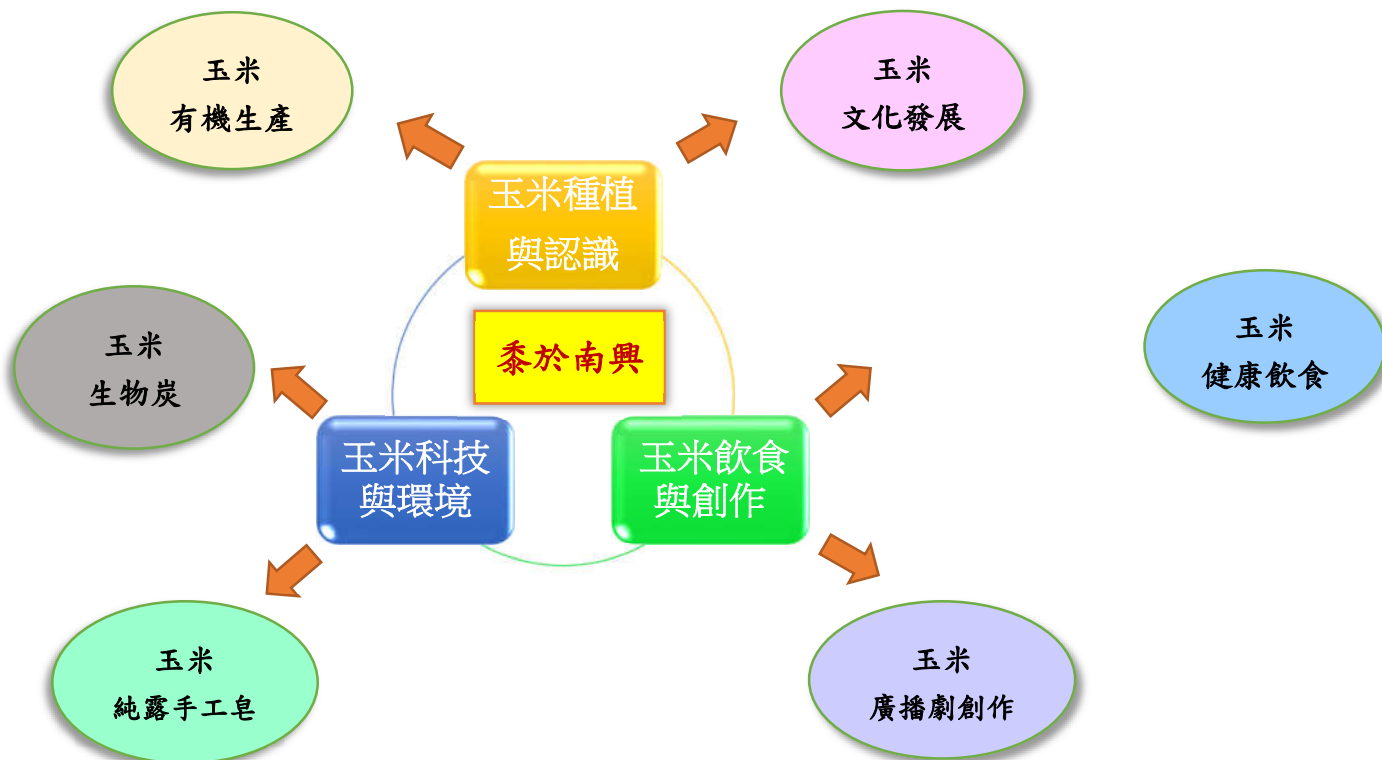 玉米
有機生產
玉米
文化發展
玉米種植
與認識
玉米
生物炭
黍於南興
玉米
健康飲食
玉米科技
與環境
玉米飲食
與創作
玉米
純露手工皂
玉米
廣播劇創作